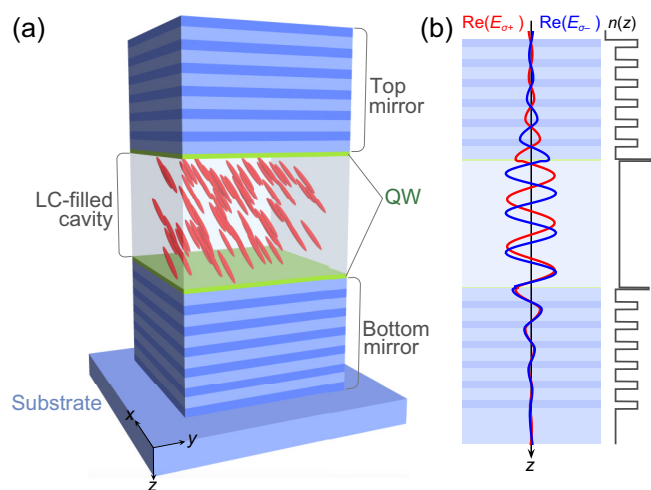 (a)
Top
mirror
LC-filled
cavity
QW
Bottom
mirror
Substrate
x
y
z
(b)
Re(Eσ+) Re(Eσ−) n(z)
z